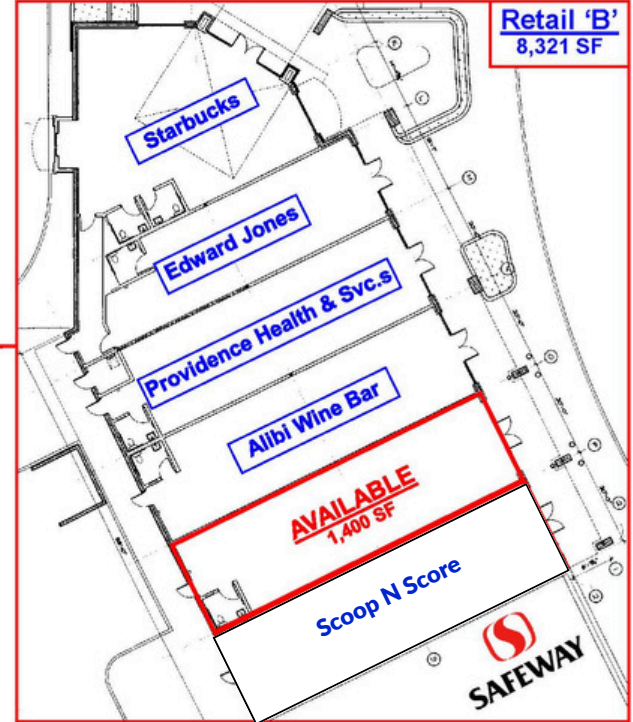 Retail ‘B’
8,321 SF
Starbucks
Edward Jones
Providence Health & Svc.s
Alibi Wine Bar
AVAILABLE
1,400 SF
Scoop N Score
SAFEWAY